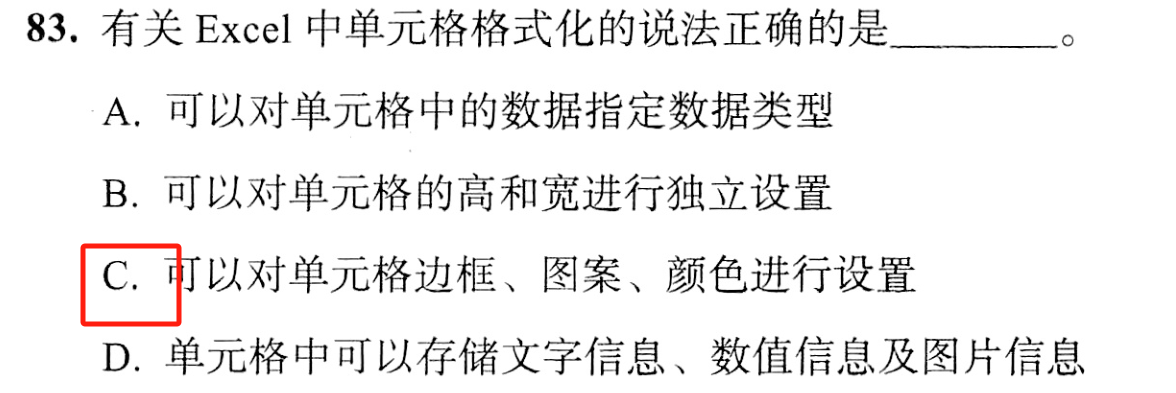 83. 有关 Excel 中单元格格式化的说法正确的是________。
A. 可以对单元格中的数据指定数据类型
B. 可以对单元格的高和宽进行独立设置
C. 可以对单元格边框、图案、颜色进行设置
D. 单元格中可以存储文字信息、数值信息及图片信息